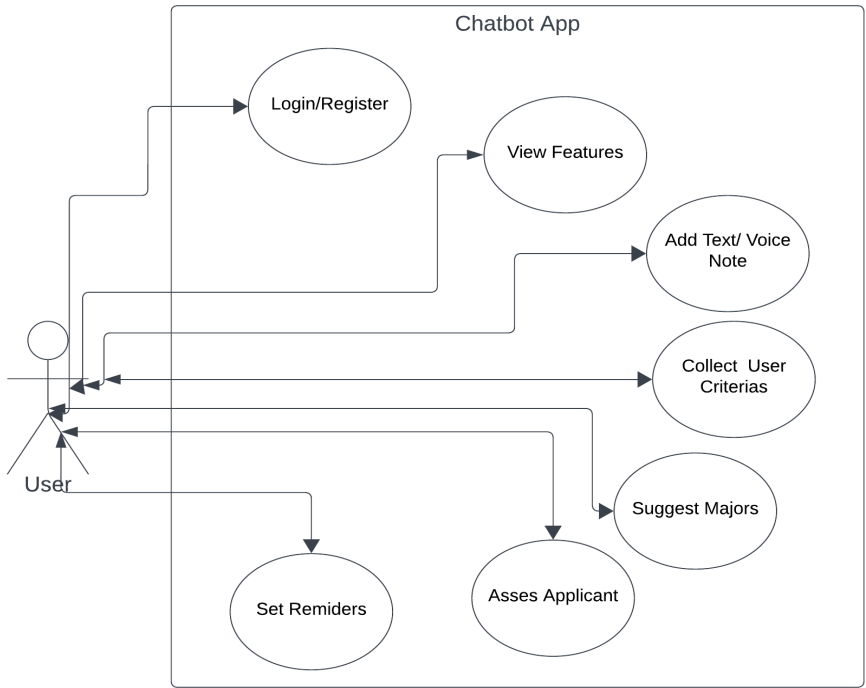 Chatbot App
Login/Register
View Features
Add Text/ Voice
Note
Collect  User
Criterias
User
Suggest Majors
Asses Applicant
Set Remiders